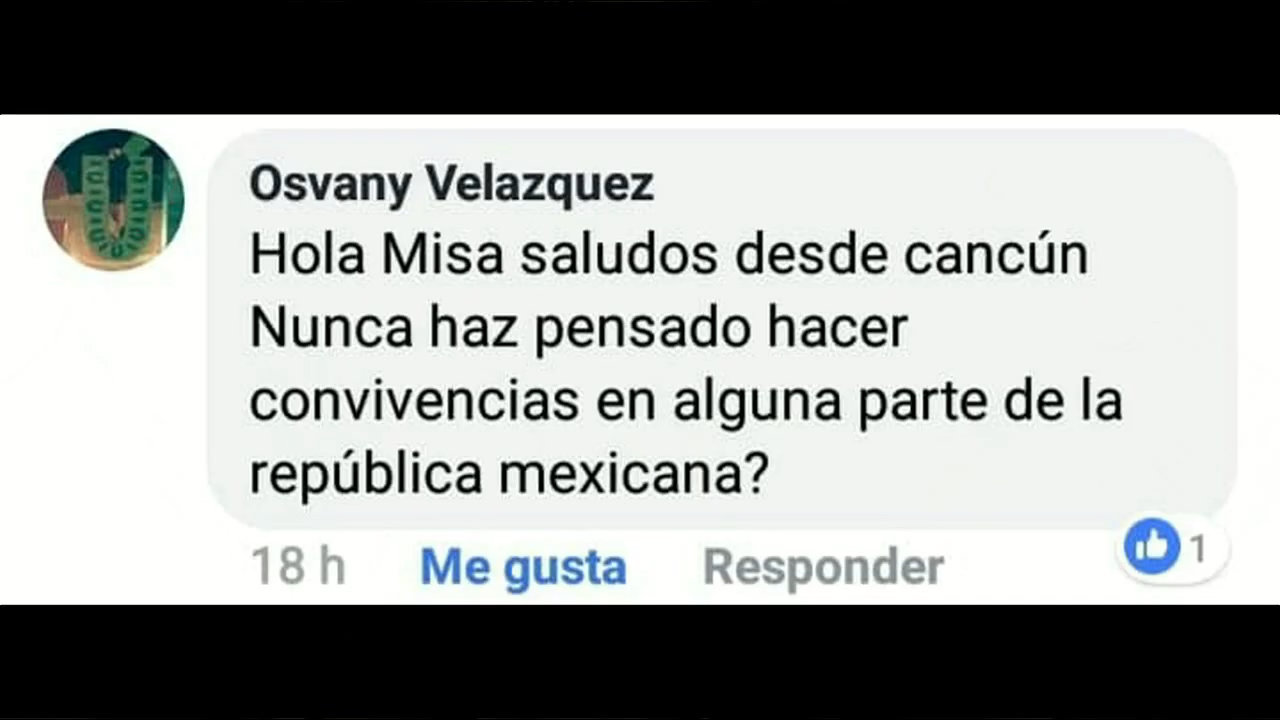 Osvany Velazquez
Hola Misa saludos desde cancún
Nunca haz pensado hacer
convivencias en alguna parte de la
república mexicana?
18 h Me gusta Responder 1